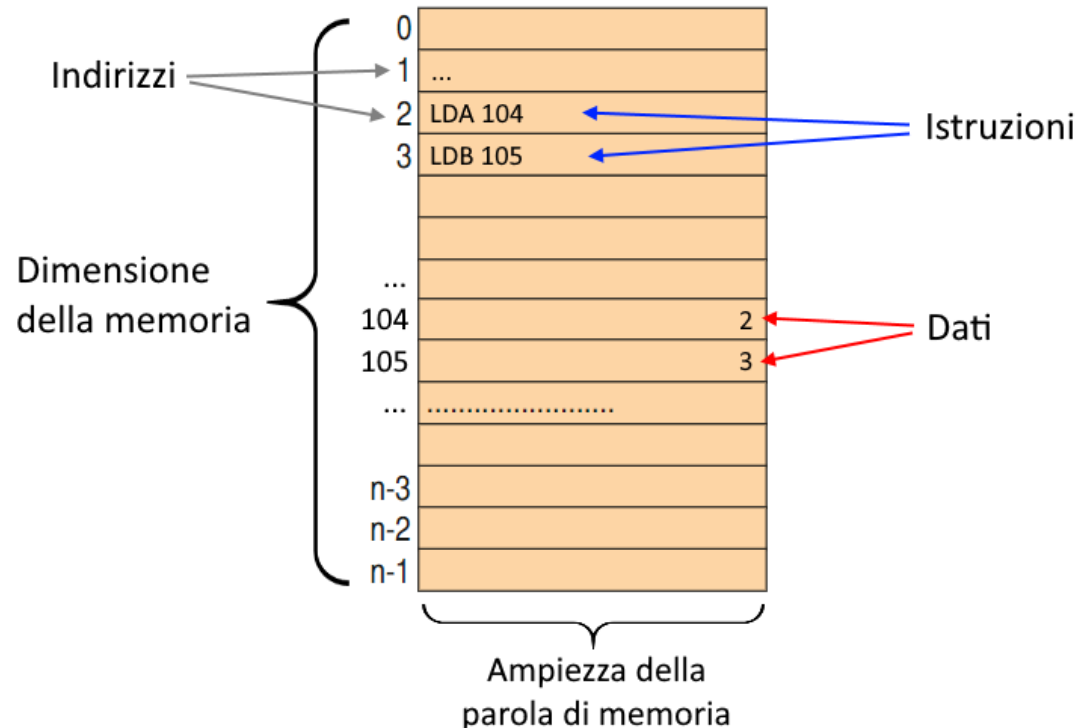 0
Indirizzi
1 ...
2 LDA 104
Istruzioni
3 LDB 105
Dimensione
della memoria
...
104 2
Dati
105 3
... ........................
n-3
n-2
n-1
Ampiezza della
parola di memoria